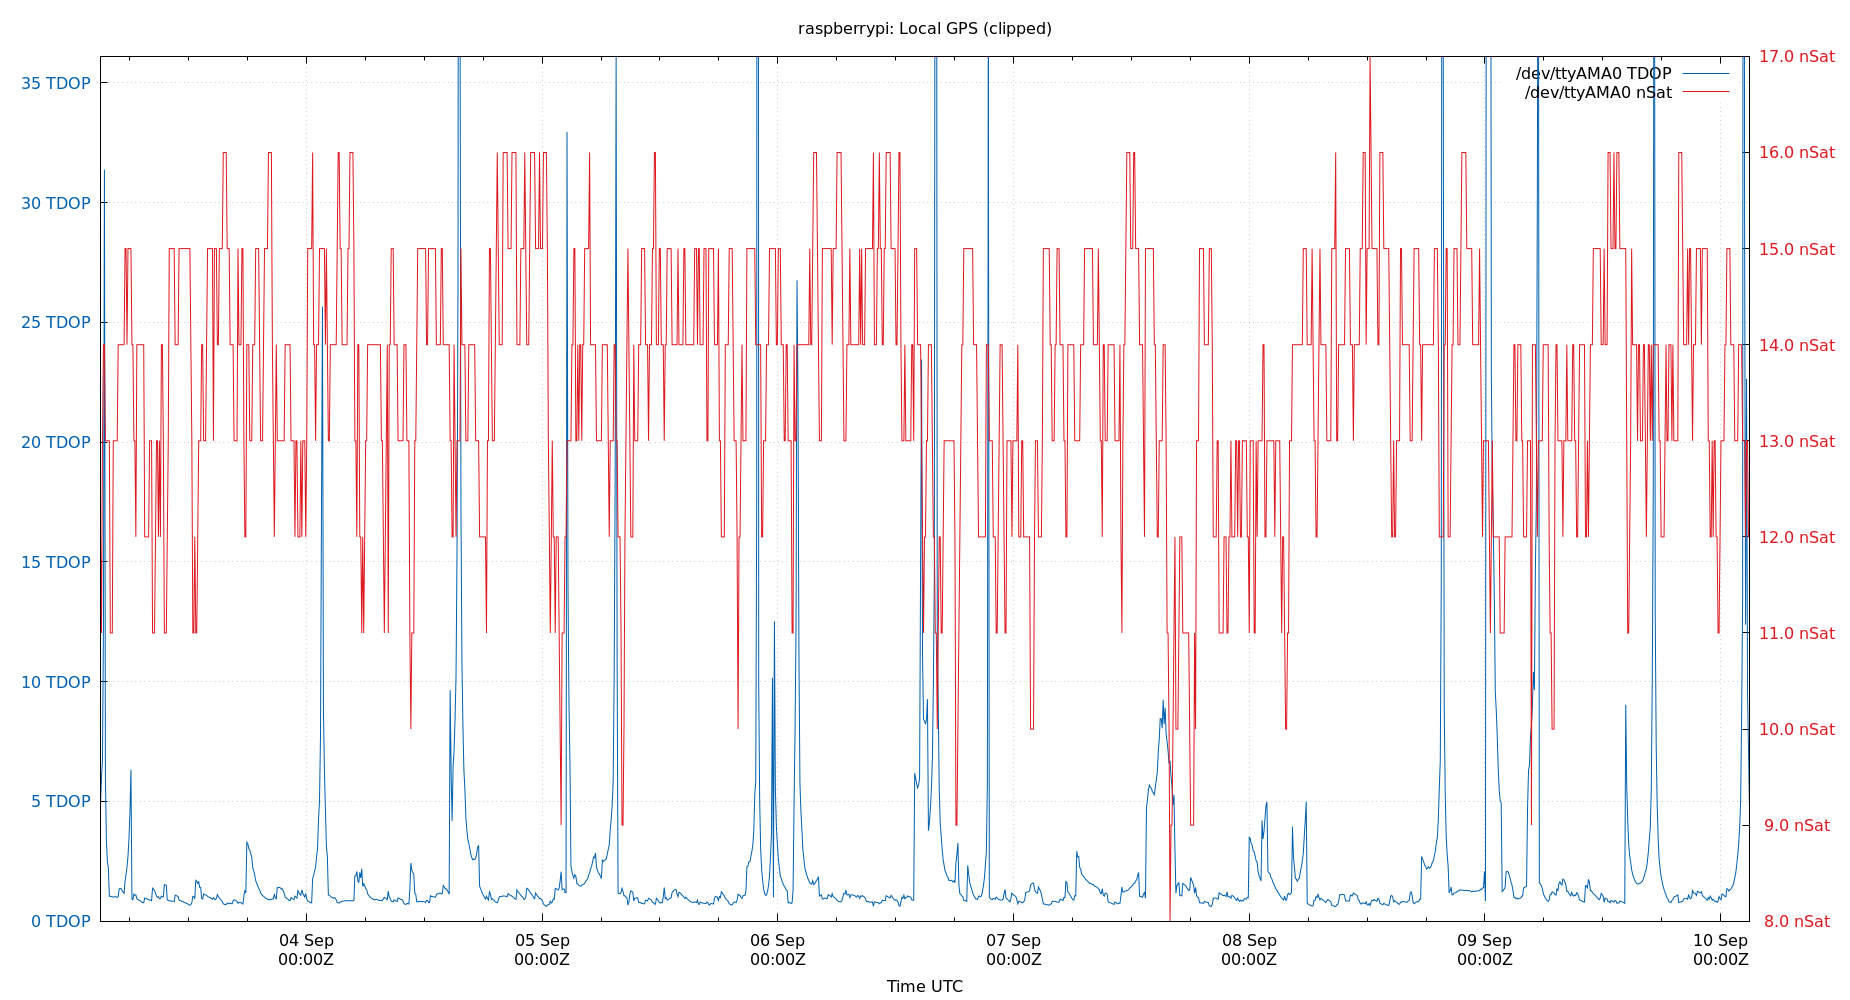 raspberrypi: Local GPS (clipped)
/dev/ttyAMA0 TDOP
/dev/ttyAMA0 nSat
35 TDOP
30 TDOP
25 TDOP
20 TDOP
15 TDOP
10 TDOP
5 TDOP
0 TDOP
17.0 nSat
16.0 nSat
15.0 nSat
14.0 nSat
13.0 nSat
12.0 nSat
11.0 nSat
10.0 nSat
9.0 nSat
8.0 nSat
04 Sep 05 Sep 06 Sep 07 Sep 08 Sep 09 Sep 10 Sep
00:00Z 00:00Z 00:00Z 00:00Z 00:00Z 00:00Z 00:00Z
Time UTC